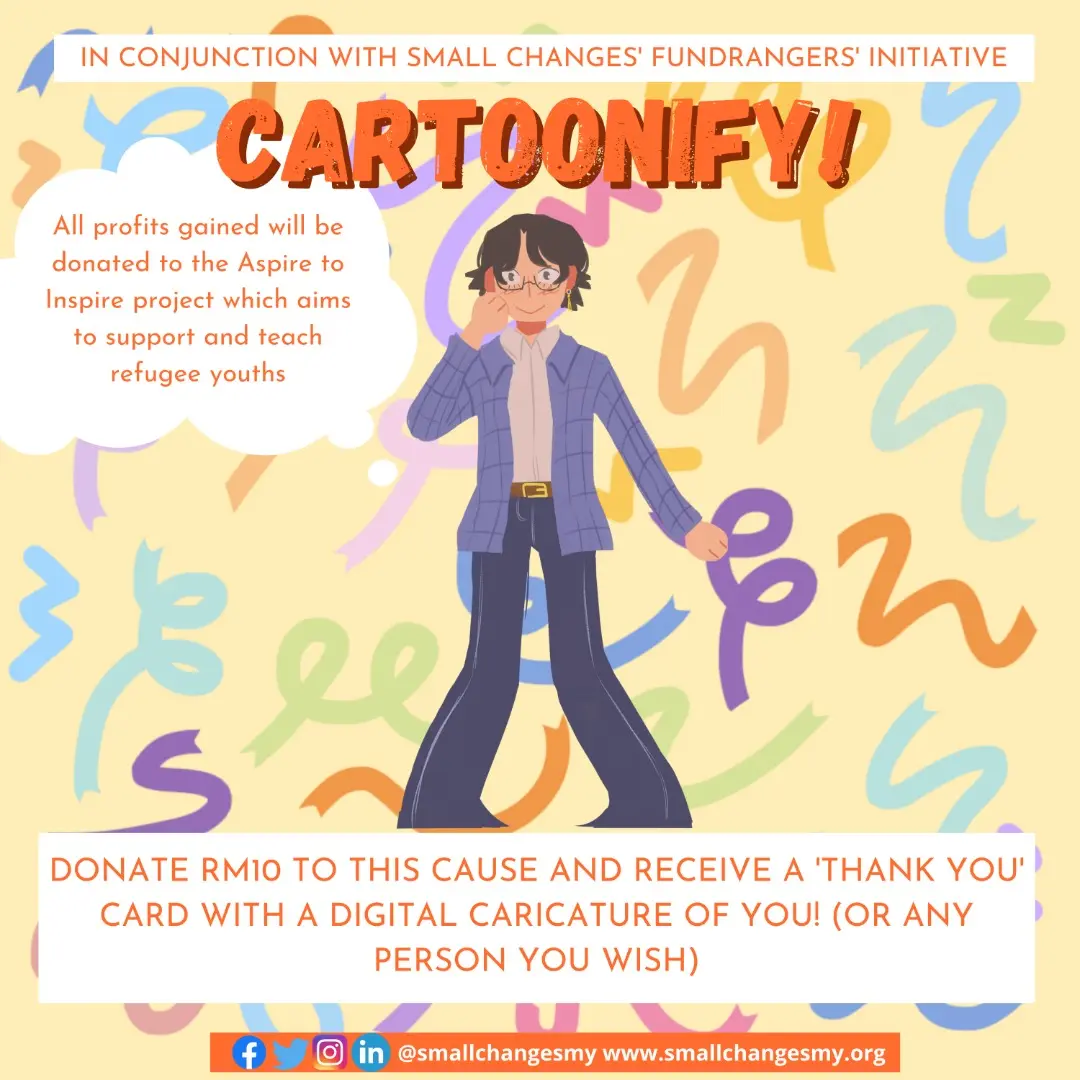 IN CONJUNCTION WITH SMALL CHANGES' FUNDRANGERS' INITIATIVE
CARTOONIFY!
All profits gained will be
donated to the Aspire to
Inspire project which aims
to support and teach
refugee youths
DONATE RM10 TO THIS CAUSE AND RECEIVE A 'THANK YOU'
CARD WITH A DIGITAL CARICATURE OF YOU! (OR ANY
PERSON YOU WISH)
@smallchangesmy www.smallchangesmy.org